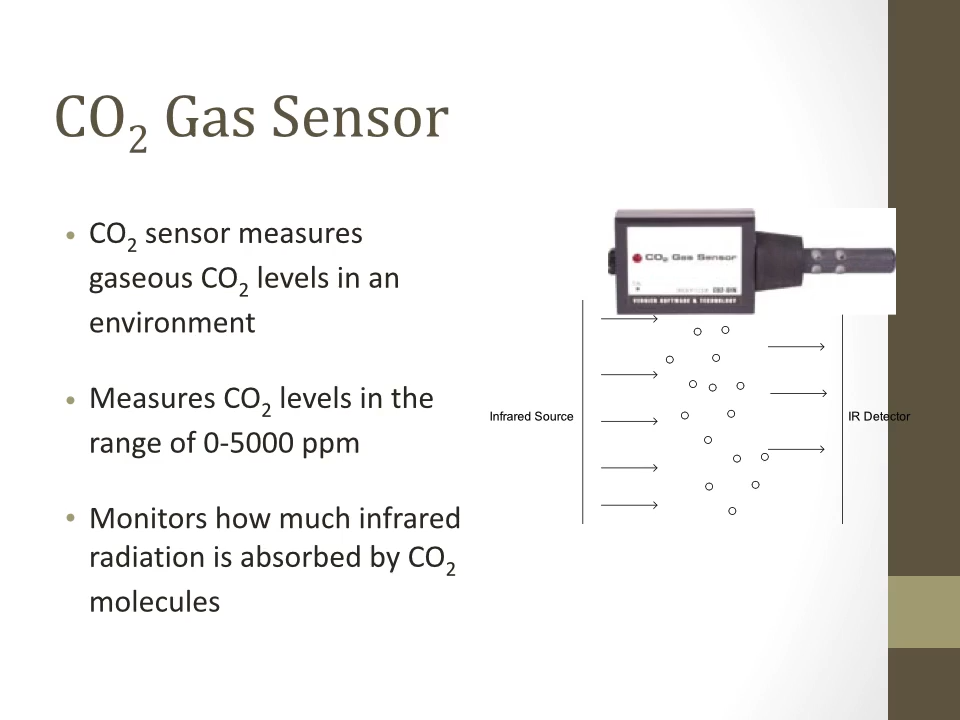 CO₂ Gas Sensor
• CO₂ sensor measures
gaseous CO₂ levels in an
environment
• Measures CO₂ levels in the
range of 0-5000 ppm
• Monitors how much infrared
radiation is absorbed by CO₂
molecules
CO₂ Gas Sensor
VERNIER SOFTWARE & TECHNOLOGY
Infrared Source
IR Detector